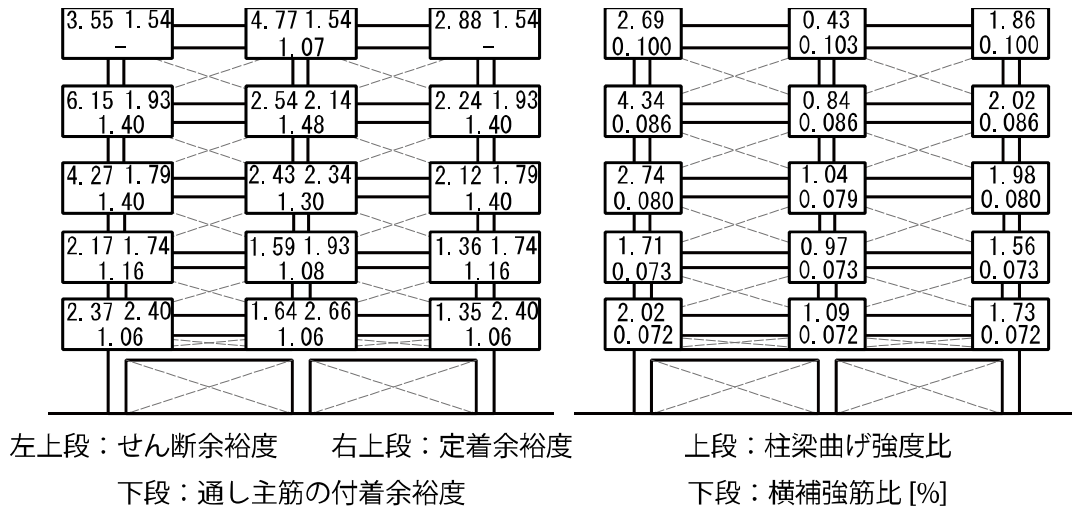 3.55 1.54 4.77 1.54 2.88 1.54
– 1.07 –
6.15 1.93 2.54 2.14 2.24 1.93
1.40 1.48 1.40
4.27 1.79 2.43 2.34 2.12 1.79
1.40 1.30 1.40
2.17 1.74 1.59 1.93 1.36 1.74
1.16 1.08 1.16
2.37 2.40 1.64 2.66 1.35 2.40
1.06 1.06 1.06
左上段：せん断余裕度 右上段：定着余裕度
下段：通し主筋の付着余裕度
2.69 0.43 1.86
0.100 0.103 0.100
4.34 0.84 2.02
0.086 0.086 0.086
2.74 1.04 1.98
0.080 0.079 0.080
1.71 0.97 1.56
0.073 0.073 0.073
2.02 1.09 1.73
0.072 0.072 0.072
上段：柱梁曲げ強度比
下段：横補強筋比 [%]